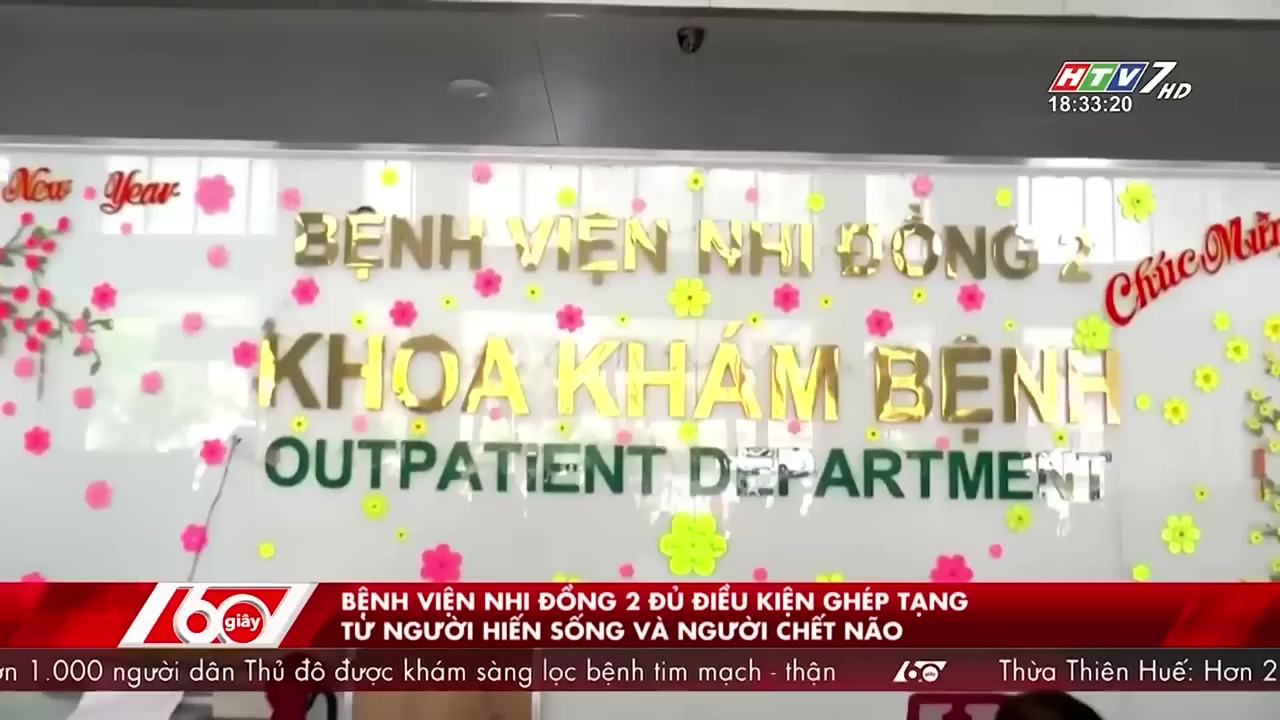 HTV7 HD
18:33:20
New Year
BỆNH VIỆN NHI ĐỒNG 2
Chúc Mừng
KHOA KHÁM BỆNH
OUTPATIENT DEPARTMENT
60 giây
BỆNH VIỆN NHI ĐỒNG 2 ĐỦ ĐIỀU KIỆN GHÉP TẠNG
TỪ NGƯỜI HIẾN SỐNG VÀ NGƯỜI CHẾT NÃO
1.000 người dân Thủ đô được khám sàng lọc bệnh tim mạch - thận 60 giây Thừa Thiên Huế: Hơn 2